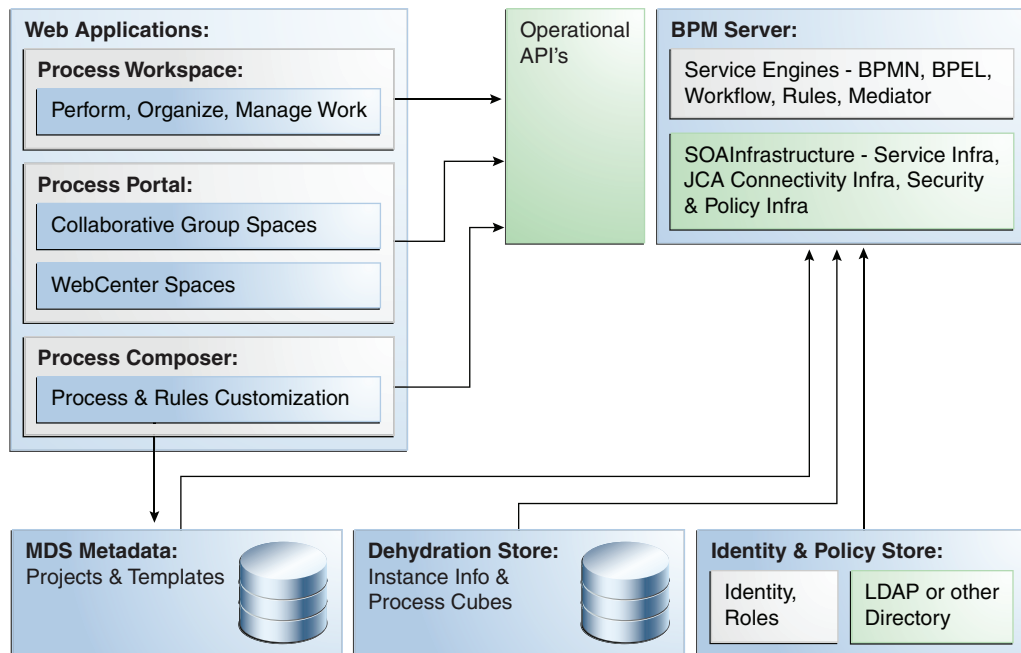 Web Applications:
Process Workspace:
Perform, Organize, Manage Work
Process Portal:
Collaborative Group Spaces
WebCenter Spaces
Process Composer:
Process & Rules Customization
Operational
API's
BPM Server:
Service Engines - BPMN, BPEL,
Workflow, Rules, Mediator
SOAInfrastructure - Service Infra,
JCA Connectivity Infra, Security
& Policy Infra
MDS Metadata:
Projects & Templates
Dehydration Store:
Instance Info &
Process Cubes
Identity & Policy Store:
Identity,
Roles
LDAP or other
Directory